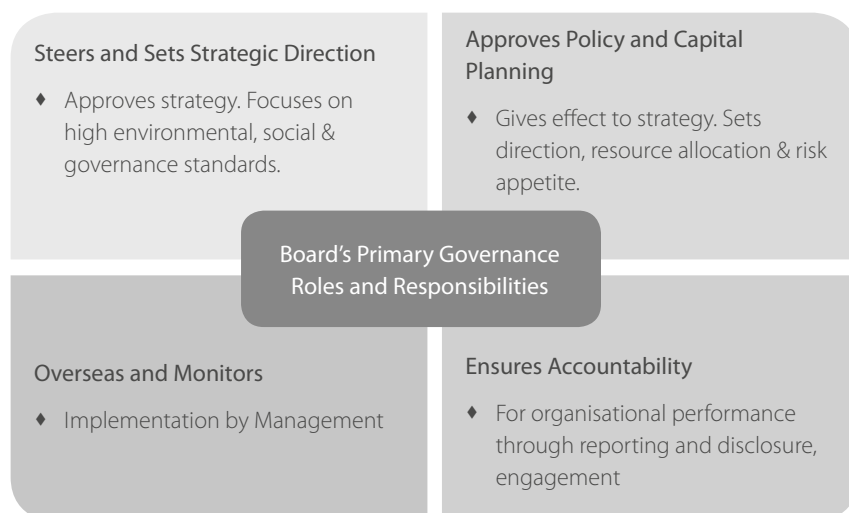 Steers and Sets Strategic Direction
♦ Approves strategy. Focuses on
high environmental, social &
governance standards.
Approves Policy and Capital
Planning
♦ Gives effect to strategy. Sets
direction, resource allocation & risk
appetite.
Board’s Primary Governance
Roles and Responsibilities
Overseas and Monitors
♦ Implementation by Management
Ensures Accountability
♦ For organisational performance
through reporting and disclosure,
engagement